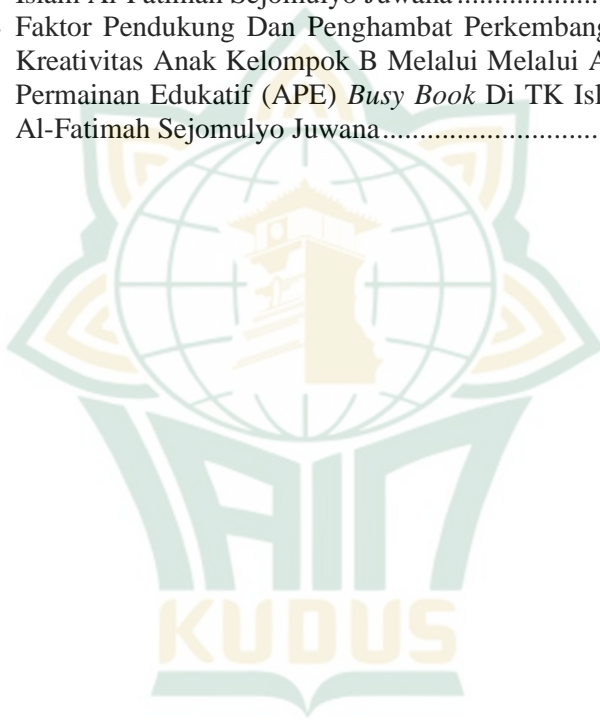 Islam Al-Fatimah Sejomulyo Juwana....................
Faktor Pendukung Dan Penghambat Perkembang
Kreativitas Anak Kelompok B Melalui Melalui A
Permainan Edukatif (APE) Busy Book Di TK Isl
Al-Fatimah Sejomulyo Juwana..............................
IAIN
KUDUS